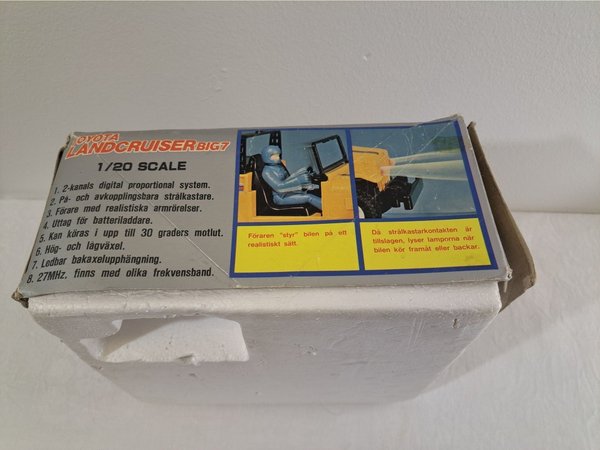 OYOTA
LANDCRUISER BIG7
1/20 SCALE
1. 2-kanals digital proportional system.
2. På- och avkopplingsbara strålkastare.
3. Förare med realistiska armrörelser.
4. Uttag för batteriladdare.
5. Kan köras i upp till 30 graders motlut.
6. Hög- och lågväxel.
7. Ledbar bakaxelupphängning.
8. 27MHz. finns med olika frekvensband.
Föraren "styr" bilen på ett
realistiskt sätt.
Då strålkastarkontakten är
tillslagen, lyser lamporna när
bilen kör framåt eller backar.